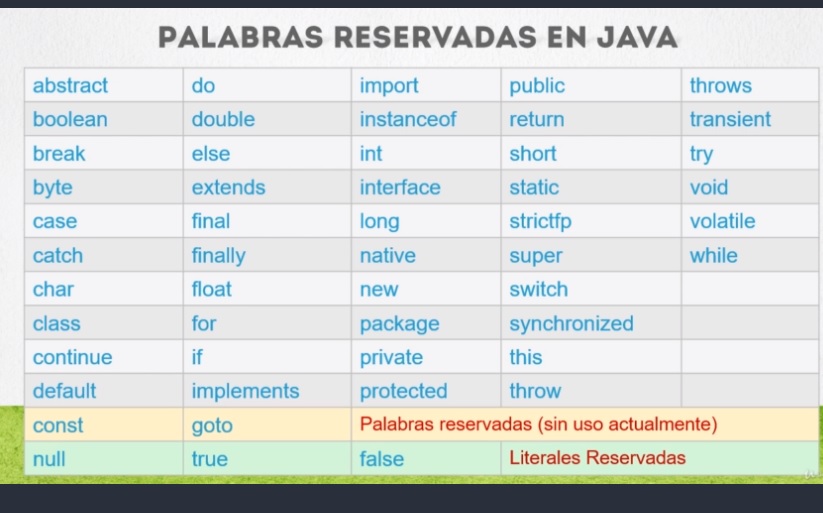 PALABRAS RESERVADAS EN JAVA
abstract do import public throws
boolean double instanceof return transient
break else int short try
byte extends interface static void
case final long strictfp volatile
catch finally native super while
char float new switch
class for package synchronized
continue if private this
default implements protected throw
const goto Palabras reservadas (sin uso actualmente)
null true false Literales Reservadas